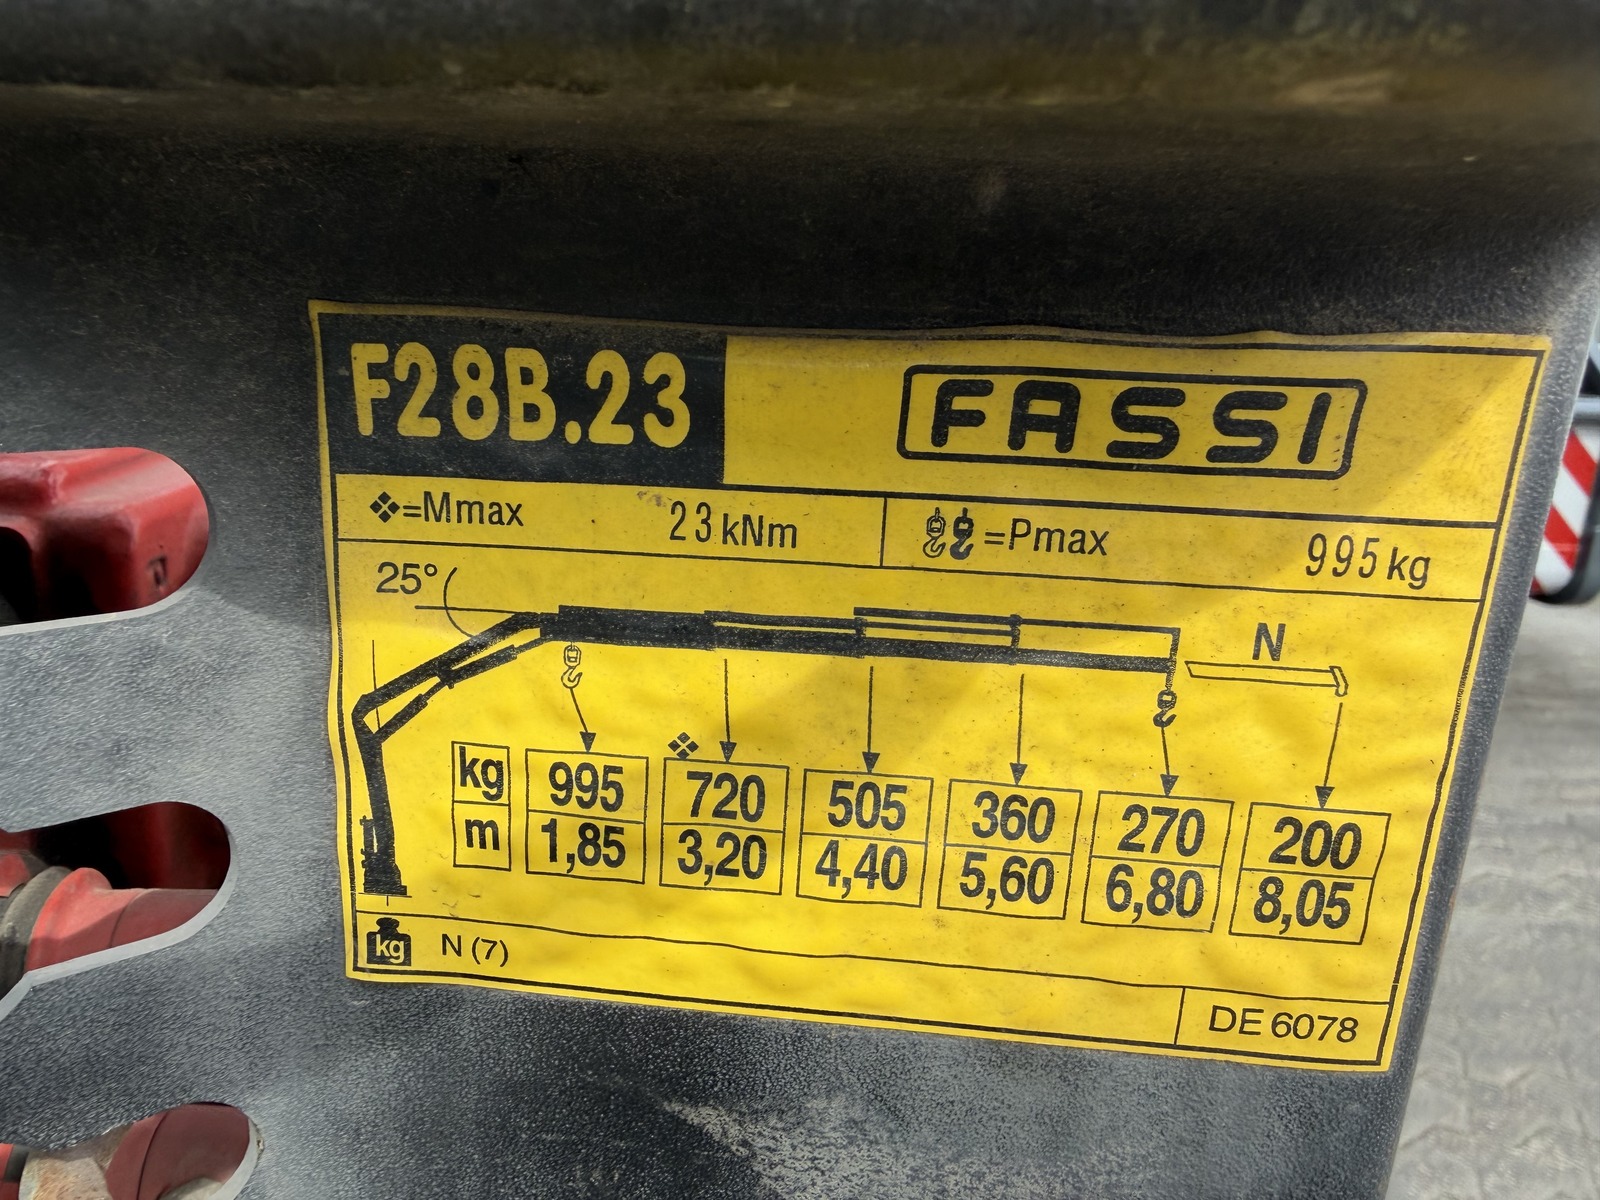 F28B.23 FASSI
❖=Mmax 23 kNm =Pmax 995 kg
25°
N
kg 995 720 505 360 270 200
m 1,85 3,20 4,40 5,60 6,80 8,05
kg N (7)
DE 6078